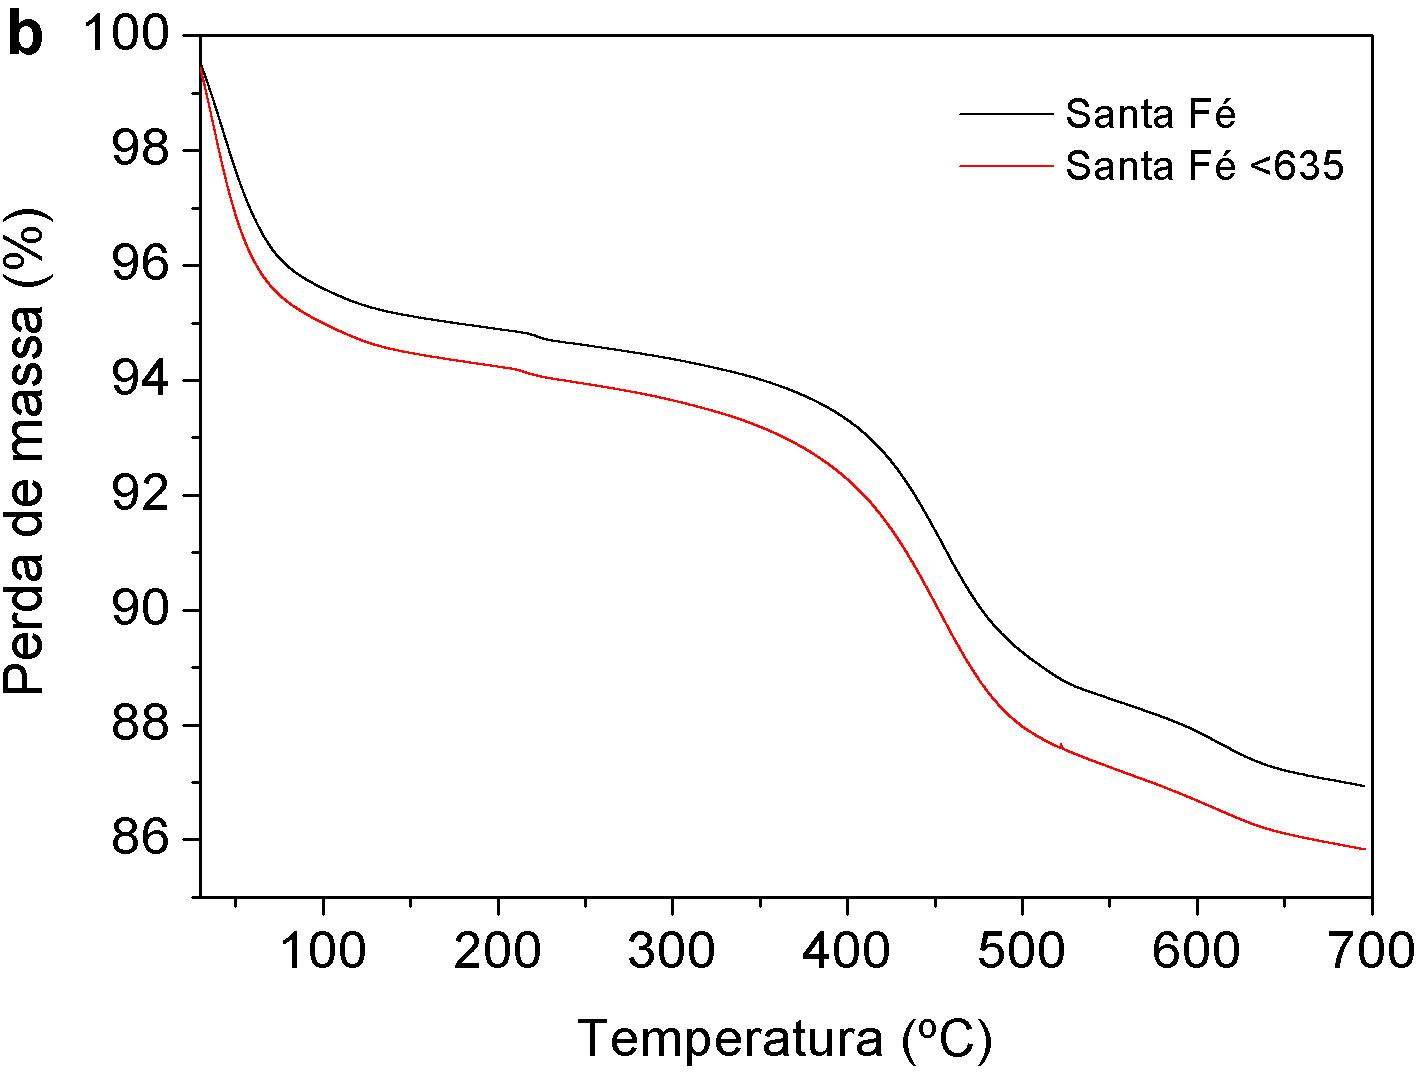 b
100
98
96
94
92
90
88
86
Perda de massa (%)
Santa Fé
Santa Fé <635
100 200 300 400 500 600 700
Temperatura (ºC)